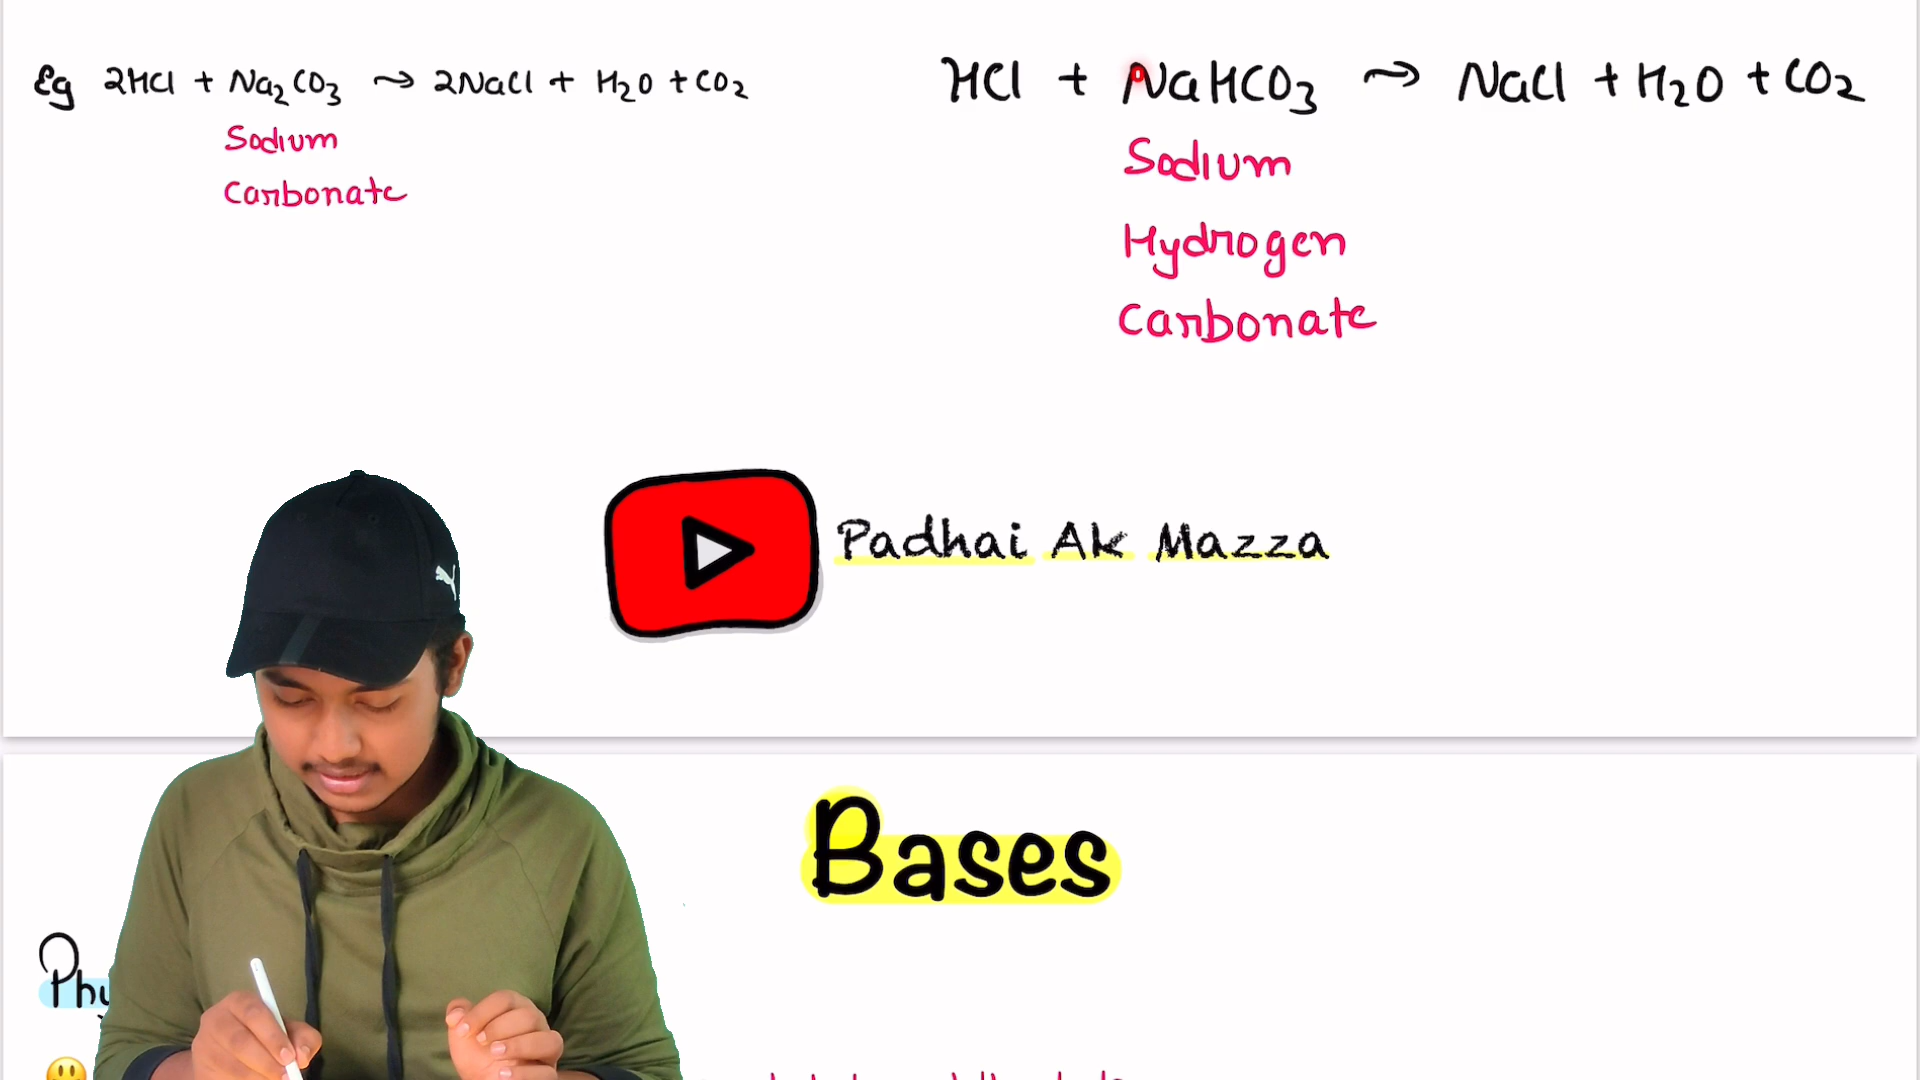 Eg 2HCl + Na₂CO₃ ⇝ 2NaCl + H₂O + CO₂
Sodium
Carbonate
HCl + NaHCO₃ ⇝ NaCl + H₂O + CO₂
Sodium
Hydrogen
Carbonate
Padhai Ak Mazza
Bases
Phy